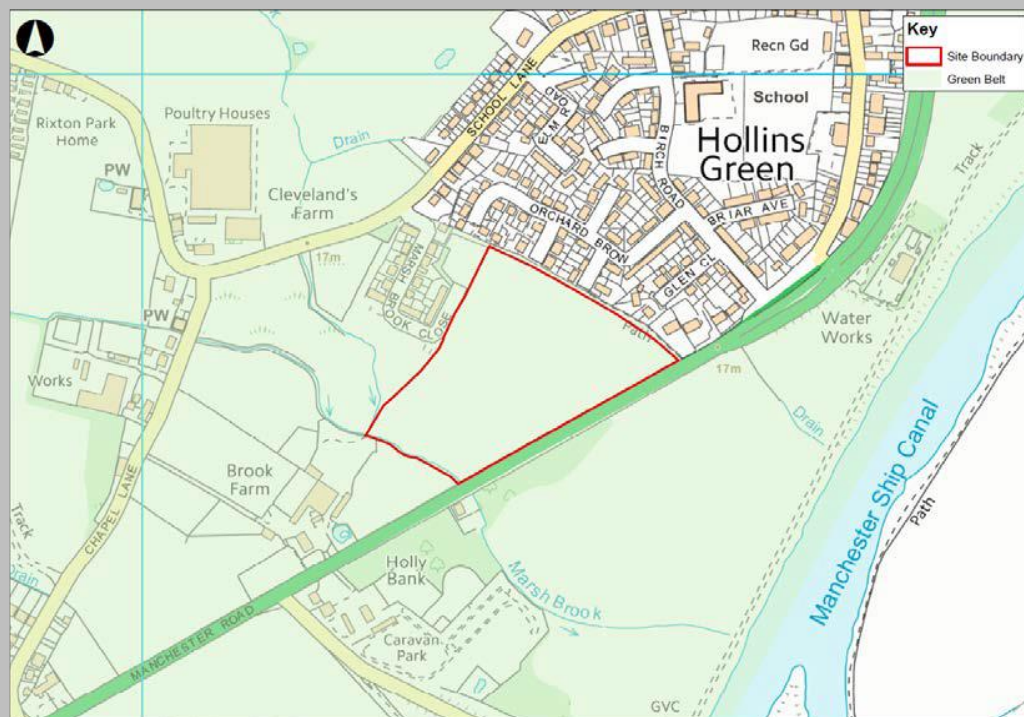 Key
Site Boundary
Green Belt
Recn Gd
School
Hollins
Green
SCHOOL LANE
ELM ROAD
BIRCH ROAD
BRIAR AVE
ORCHARD BROW
GLEN CL
Path
Rixton Park
Home
PW
Poultry Houses
Drain
Cleveland's
Farm
17m
MARSH BROOK CLOSE
PW
Works
CHAPEL LANE
Track
Drain
Brook
Farm
Holly
Bank
Caravan
Park
MANCHESTER ROAD
Marsh Brook
17m
Drain
Water
Works
Track
Manchester Ship Canal
Path
GVC